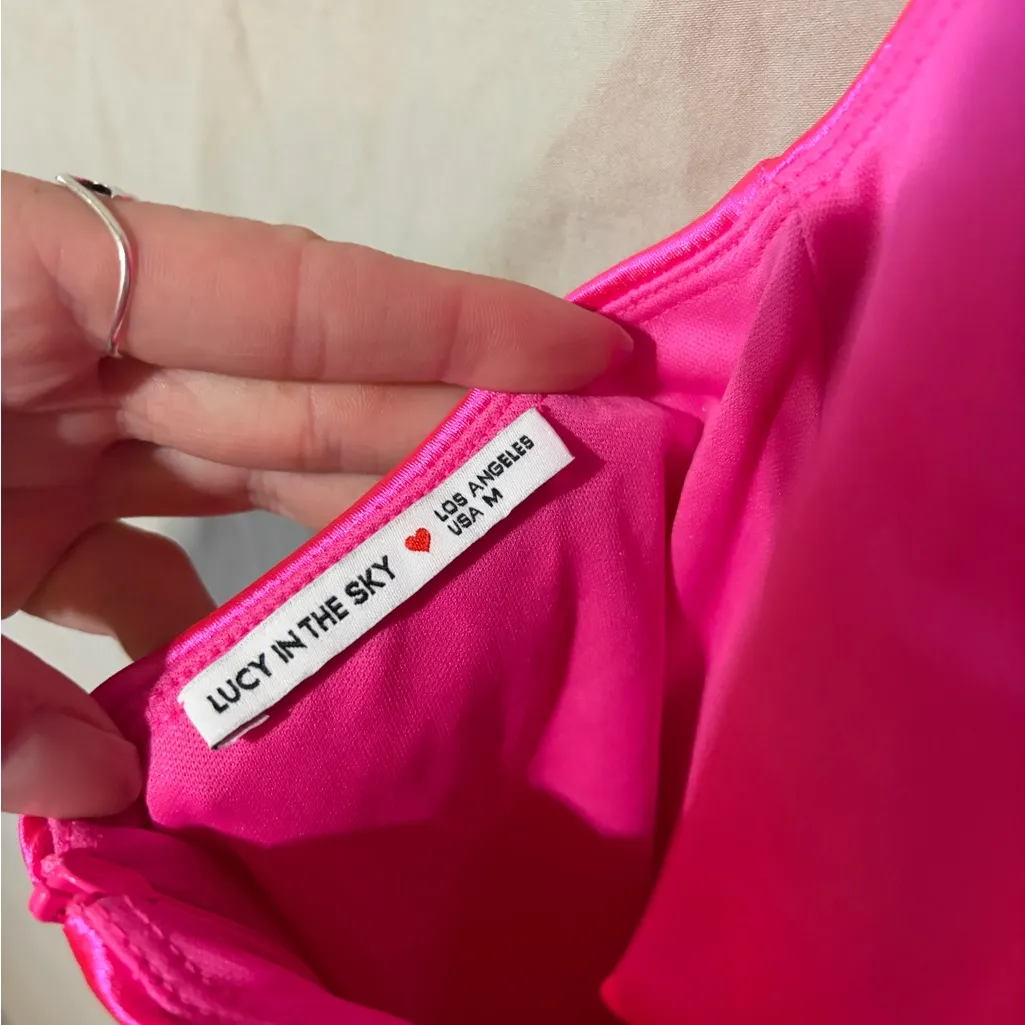 LUCY IN THE SKY
LOS ANGELES
USA M